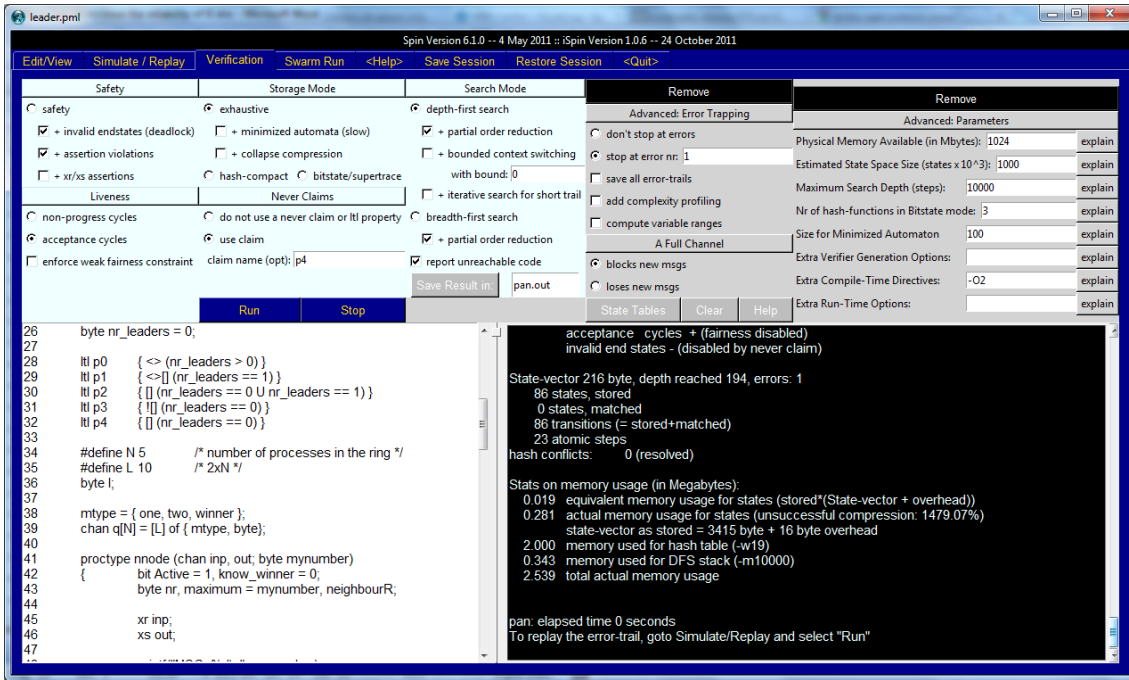 leader.pml
Spin Version 6.1.0 -- 4 May 2011 :: iSpin Version 1.0.6 -- 24 October 2011
Edit/View Simulate / Replay Verification Swarm Run <Help> Save Session Restore Session <Quit>
Safety
safety
+ invalid endstates (deadlock)
+ assertion violations
+ xr/xs assertions
Liveness
non-progress cycles
acceptance cycles
enforce weak fairness constraint
Storage Mode
exhaustive
+ minimized automata (slow)
+ collapse compression
hash-compact bitstate/supertrace
Never Claims
do not use a never claim or ltl property
use claim
claim name (opt): p4
Run Stop
Search Mode
depth-first search
+ partial order reduction
+ bounded context switching
with bound: 0
+ iterative search for short trail
breadth-first search
+ partial order reduction
report unreachable code
Save Result in: pan.out
Remove
Advanced: Error Trapping
don't stop at errors
stop at error nr: 1
save all error-trails
add complexity profiling
compute variable ranges
A Full Channel
blocks new msgs
loses new msgs
State Tables Clear Help
Remove
Advanced: Parameters
Physical Memory Available (in Mbytes): 1024 explain
Estimated State Space Size (states x 10^3): 1000 explain
Maximum Search Depth (steps): 10000 explain
Nr of hash-functions in Bitstate mode: 3 explain
Size for Minimized Automaton 100 explain
Extra Verifier Generation Options: explain
Extra Compile-Time Directives: -O2 explain
Extra Run-Time Options: explain
26 byte nr_leaders = 0;
27
28 ltl p0 { <> (nr_leaders > 0) }
29 ltl p1 { <>[] (nr_leaders == 1) }
30 ltl p2 { [] (nr_leaders == 0 U nr_leaders == 1) }
31 ltl p3 { ![] (nr_leaders == 0) }
32 ltl p4 { [] (nr_leaders == 0) }
33
34 #define N 5 /* number of processes in the ring */
35 #define L 10 /* 2xN */
36 byte I;
37
38 mtype = { one, two, winner };
39 chan q[N] = [L] of { mtype, byte};
40
41 proctype nnode (chan inp, out; byte mynumber)
42 { bit Active = 1, know_winner = 0;
43 byte nr, maximum = mynumber, neighbourR;
44
45 xr inp;
46 xs out;
47
acceptance cycles + (fairness disabled)
invalid end states - (disabled by never claim)
State-vector 216 byte, depth reached 194, errors: 1
86 states, stored
0 states, matched
86 transitions (= stored+matched)
23 atomic steps
hash conflicts: 0 (resolved)
Stats on memory usage (in Megabytes):
0.019 equivalent memory usage for states (stored*(State-vector + overhead))
0.281 actual memory usage for states (unsuccessful compression: 1479.07%)
state-vector as stored = 3415 byte + 16 byte overhead
2.000 memory used for hash table (-w19)
0.343 memory used for DFS stack (-m10000)
2.539 total actual memory usage
pan: elapsed time 0 seconds
To replay the error-trail, goto Simulate/Replay and select "Run"